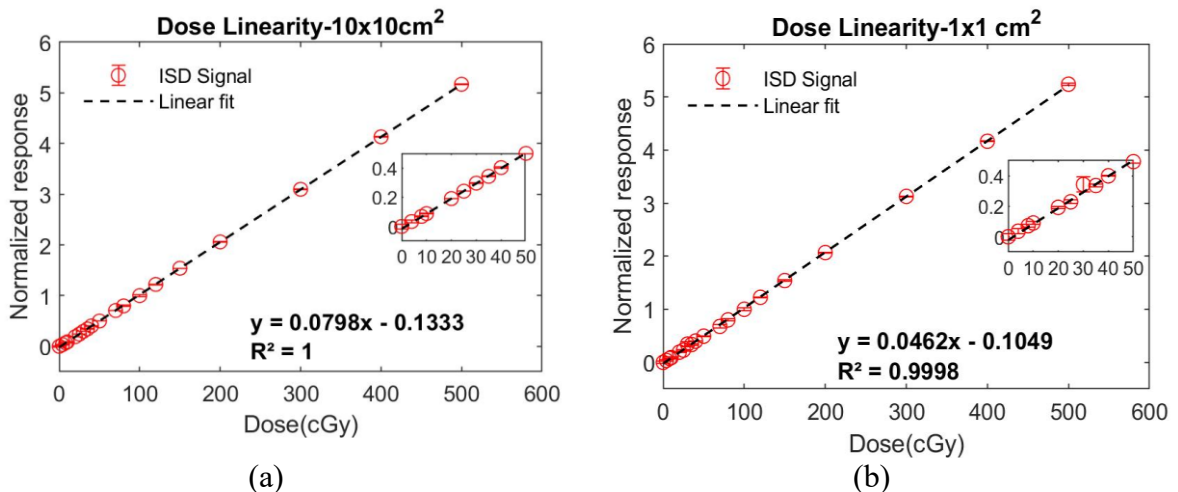 Dose Linearity-10x10cm²
Normalized response
6
5
4
3
2
1
0
ISD Signal
Linear fit
0.4
0.2
0
0 10 20 30 40 50
y = 0.0798x - 0.1333
R² = 1
0 100 200 300 400 500 600
Dose(cGy)
(a)
Dose Linearity-1x1 cm²
Normalized response
6
5
4
3
2
1
0
ISD Signal
Linear fit
0.4
0.2
0
0 10 20 30 40 50
y = 0.0462x - 0.1049
R² = 0.9998
0 100 200 300 400 500 600
Dose(cGy)
(b)